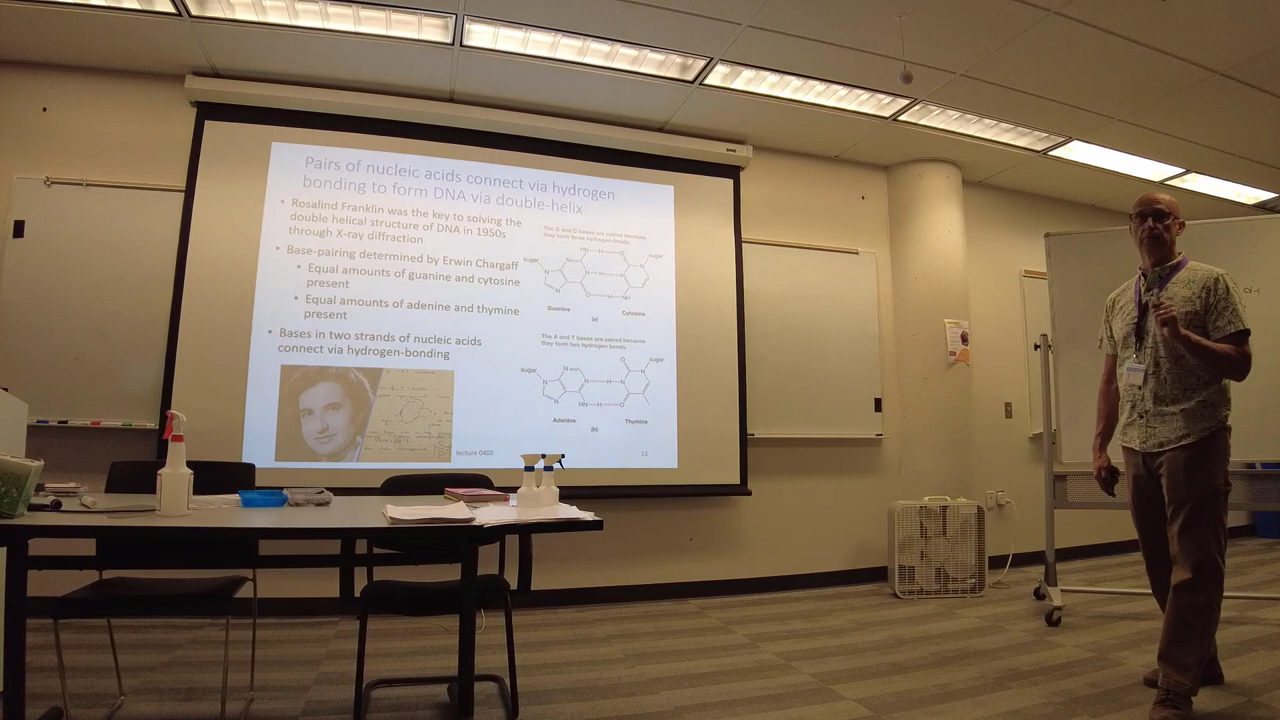 Pairs of nucleic acids connect via hydrogen
bonding to form DNA via double-helix
• Rosalind Franklin was the key to solving the
double helical structure of DNA in 1950s
through X-ray diffraction
• Base-pairing determined by Erwin Chargaff
• Equal amounts of guanine and cytosine
present
• Equal amounts of adenine and thymine
present
• Bases in two strands of nucleic acids
connect via hydrogen-bonding
The G and C bases are paired because
they form three hydrogen bonds.
sugar
sugar
Guanine
Cytosine
(a)
The A and T bases are paired because
they form two hydrogen bonds.
sugar
sugar
Adenine
Thymine
(b)
lecture 0402
13